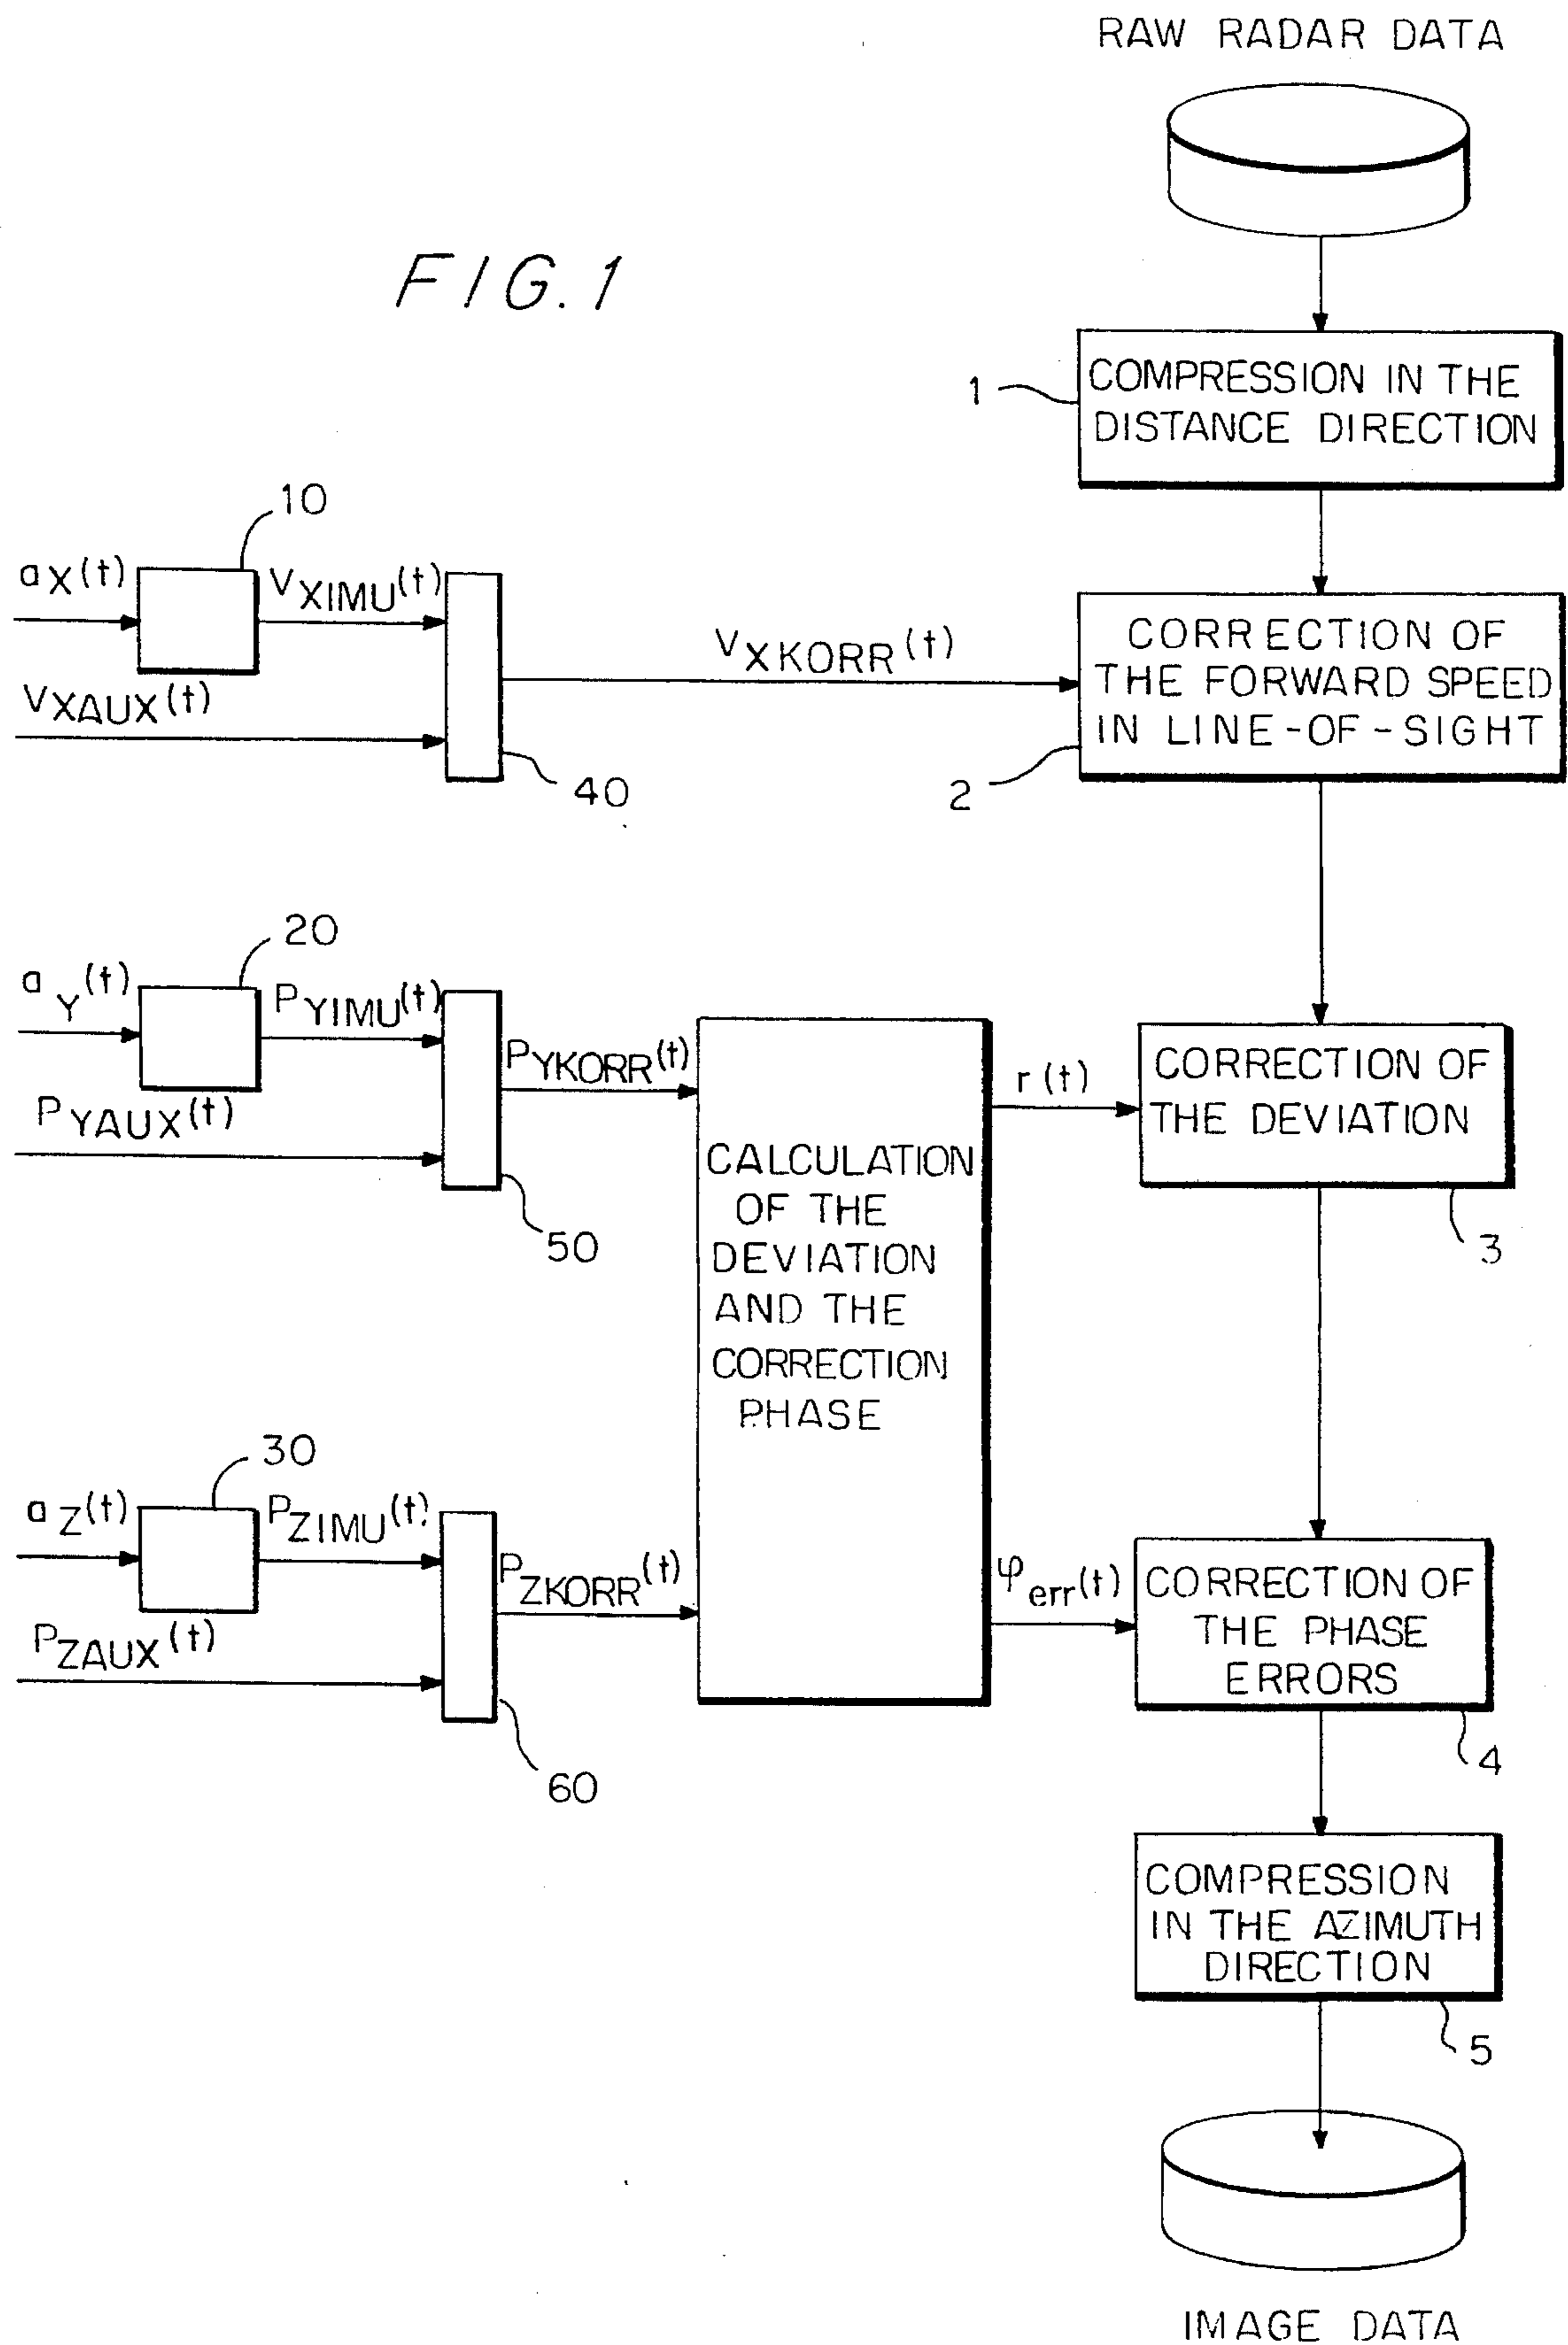 RAW RADAR DATA
FIG. 1
1
COMPRESSION IN THE
DISTANCE DIRECTION
10
aX(t)
VXIMU(t)
VXAUX(t)
40
VXKORR(t)
CORRECTION OF
THE FORWARD SPEED
IN LINE-OF-SIGHT
2
20
aY(t)
PYIMU(t)
PYAUX(t)
50
PYKORR(t)
CALCULATION
OF THE
DEVIATION
AND THE
CORRECTION
PHASE
r(t)
CORRECTION OF
THE DEVIATION
3
30
aZ(t)
PZIMU(t)
PZAUX(t)
60
PZKORR(t)
φerr(t)
CORRECTION OF
THE PHASE
ERRORS
4
COMPRESSION
IN THE AZIMUTH
DIRECTION
5
IMAGE DATA